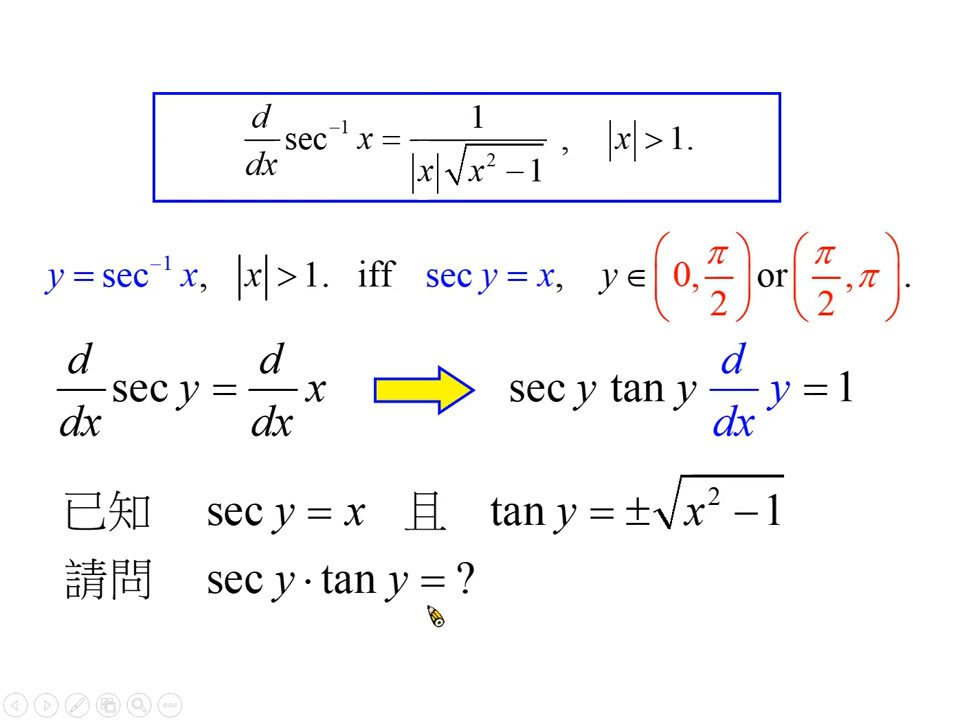 d/dx sec⁻¹ x = 1/(|x|√(x² − 1)) , |x| > 1.
y = sec⁻¹ x, |x| > 1. iff sec y = x, y ∈ (0, π/2) or (π/2, π).
d/dx sec y = d/dx x ⇒ sec y tan y d/dx y = 1
已知 sec y = x 且 tan y = ±√(x² − 1)
請問 sec y · tan y = ?